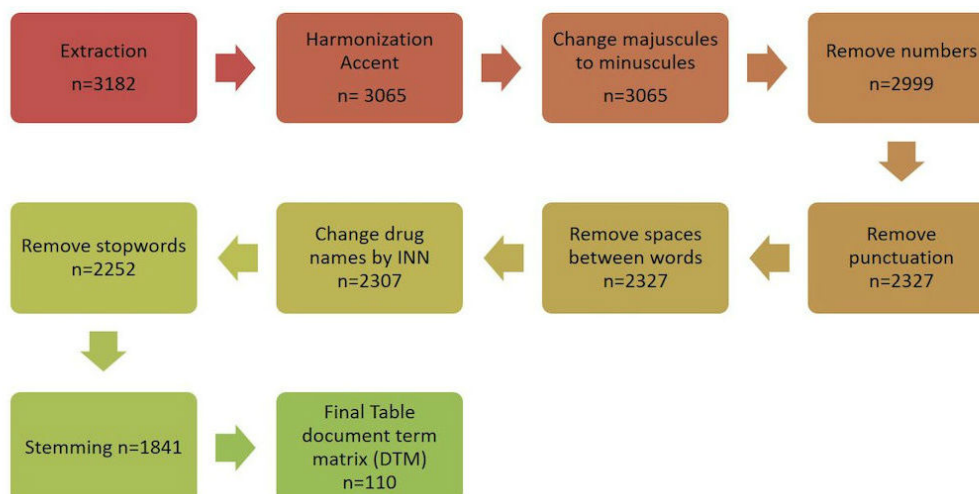 Extraction
n=3182
Harmonization
Accent
n= 3065
Change majuscules
to minuscules
n=3065
Remove numbers
n=2999
Remove
punctuation
n=2327
Remove spaces
between words
n=2327
Change drug
names by INN
n=2307
Remove stopwords
n=2252
Stemming n=1841
Final Table
document term
matrix (DTM)
n=110